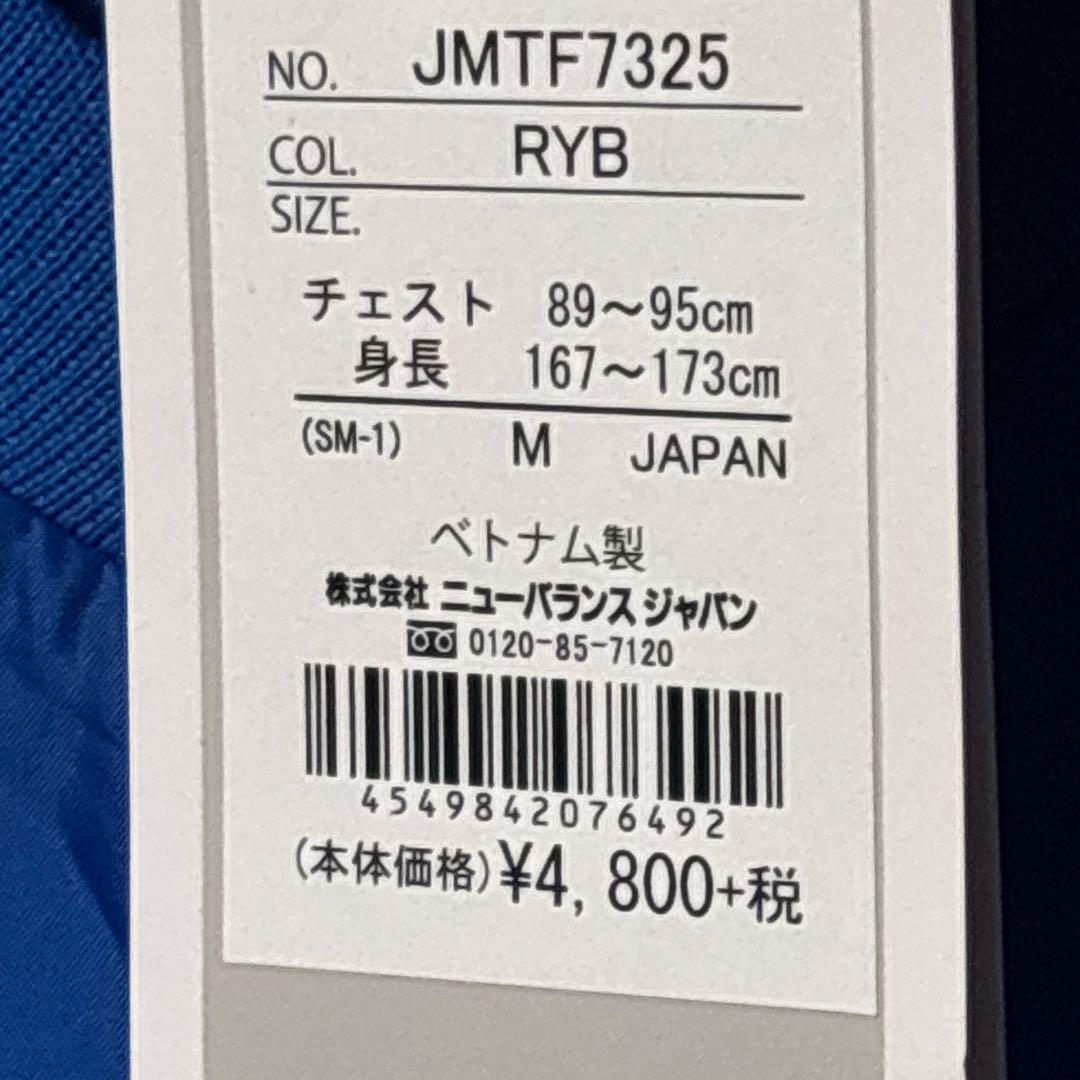 NO. JMTF7325
COL. RYB
SIZE.
チェスト 89〜95cm
身長 167〜173cm
(SM-1) M JAPAN
ベトナム製
株式会社 ニューバランス ジャパン
0120-85-7120
4549842076492
(本体価格)¥4, 800+税